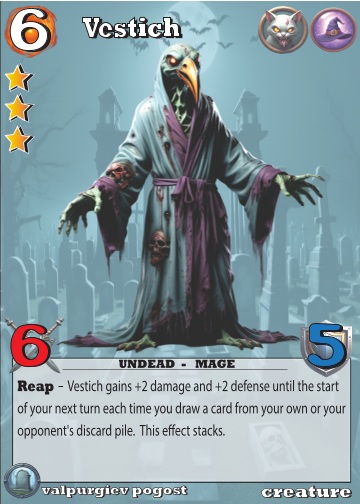 6 Vestich
6 5
UNDEAD - MAGE
Reap – Vestich gains +2 damage and +2 defense until the start
of your next turn each time you draw a card from your own or your
opponent's discard pile. This effect stacks.
valpurgiev pogost creature